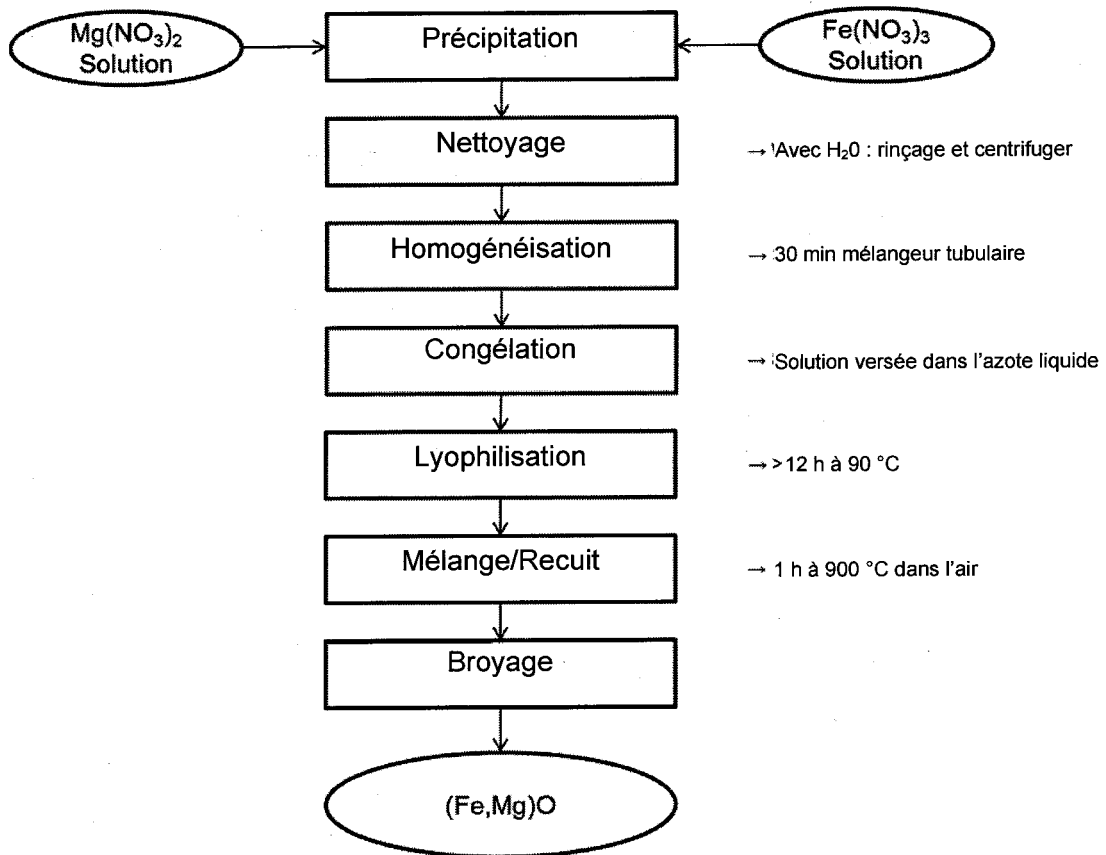 Mg(NO₃)₂
Solution
Précipitation
Fe(NO₃)₃
Solution
Nettoyage
→ Avec H₂0 : rinçage et centrifuger
Homogénéisation
→ 30 min mélangeur tubulaire
Congélation
→ Solution versée dans l'azote liquide
Lyophilisation
→ >12 h à 90 °C
Mélange/Recuit
→ 1 h à 900 °C dans l'air
Broyage
(Fe,Mg)O